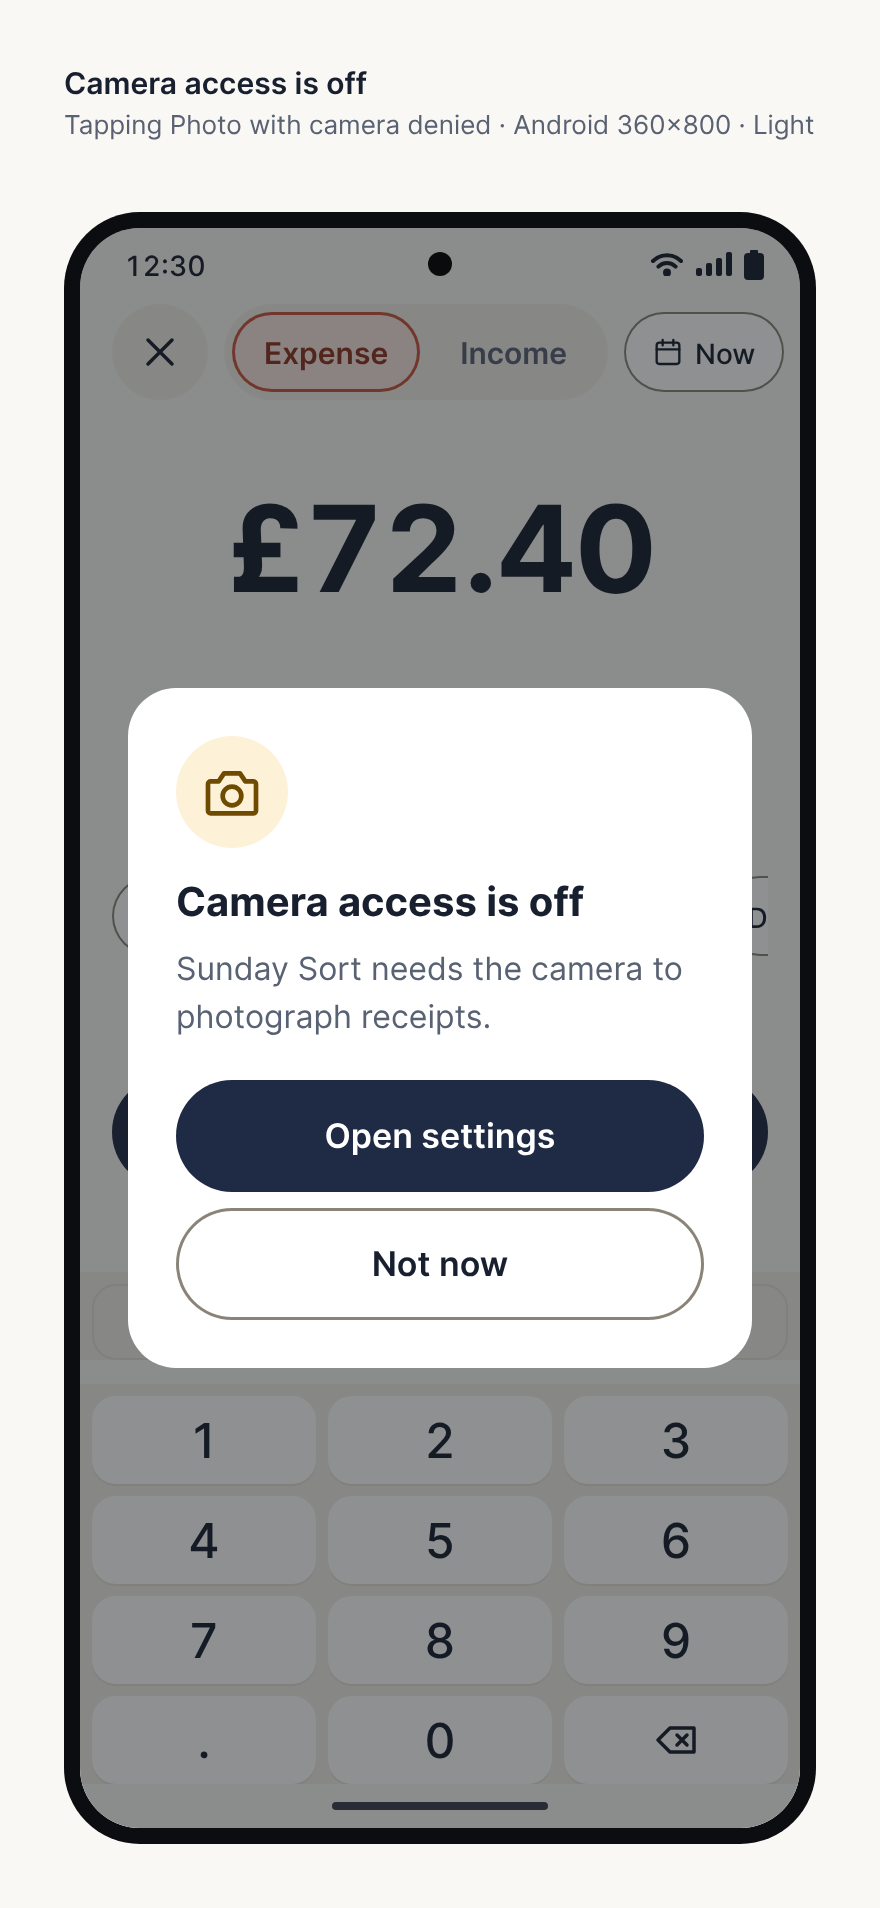 Camera access is off
Tapping Photo with camera denied · Android 360×800 · Light
12:30
Expense Income Now
£72.40
D
Camera access is off
Sunday Sort needs the camera to
photograph receipts.
Open settings
Not now
1 2 3
4 5 6
7 8 9
. 0